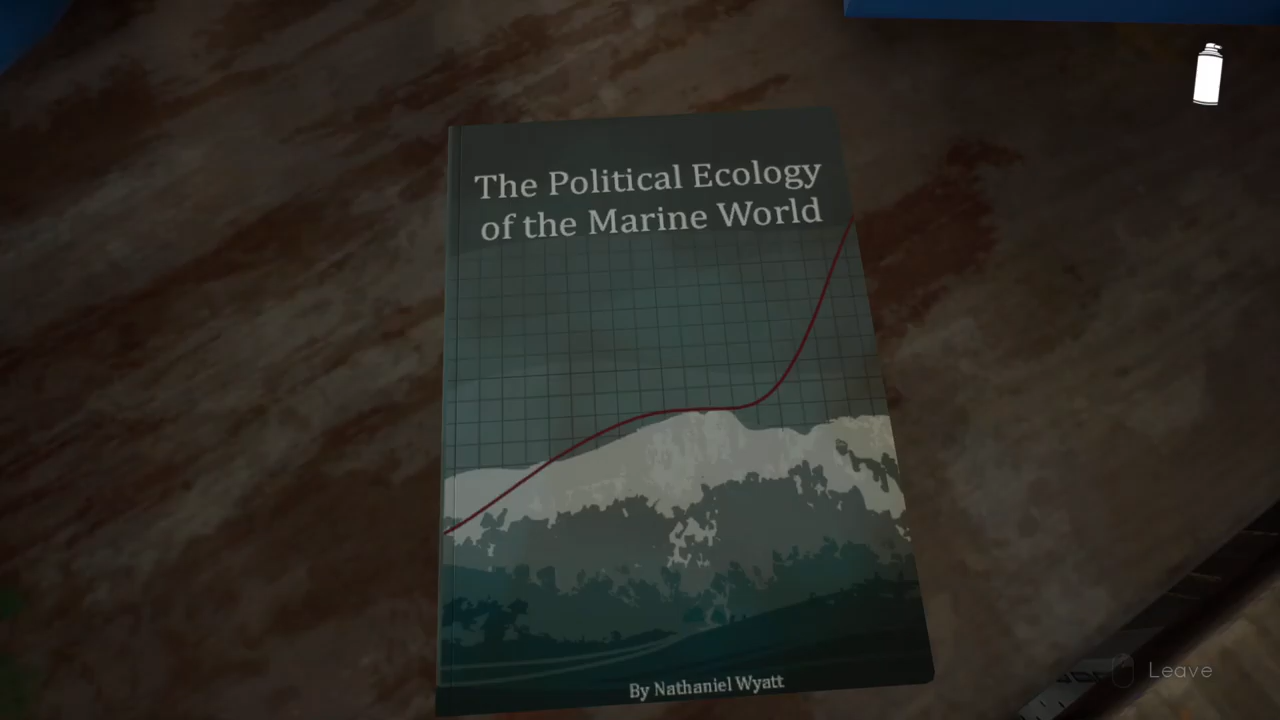 The Political Ecology
of the Marine World
By Nathaniel Wyatt
Leave